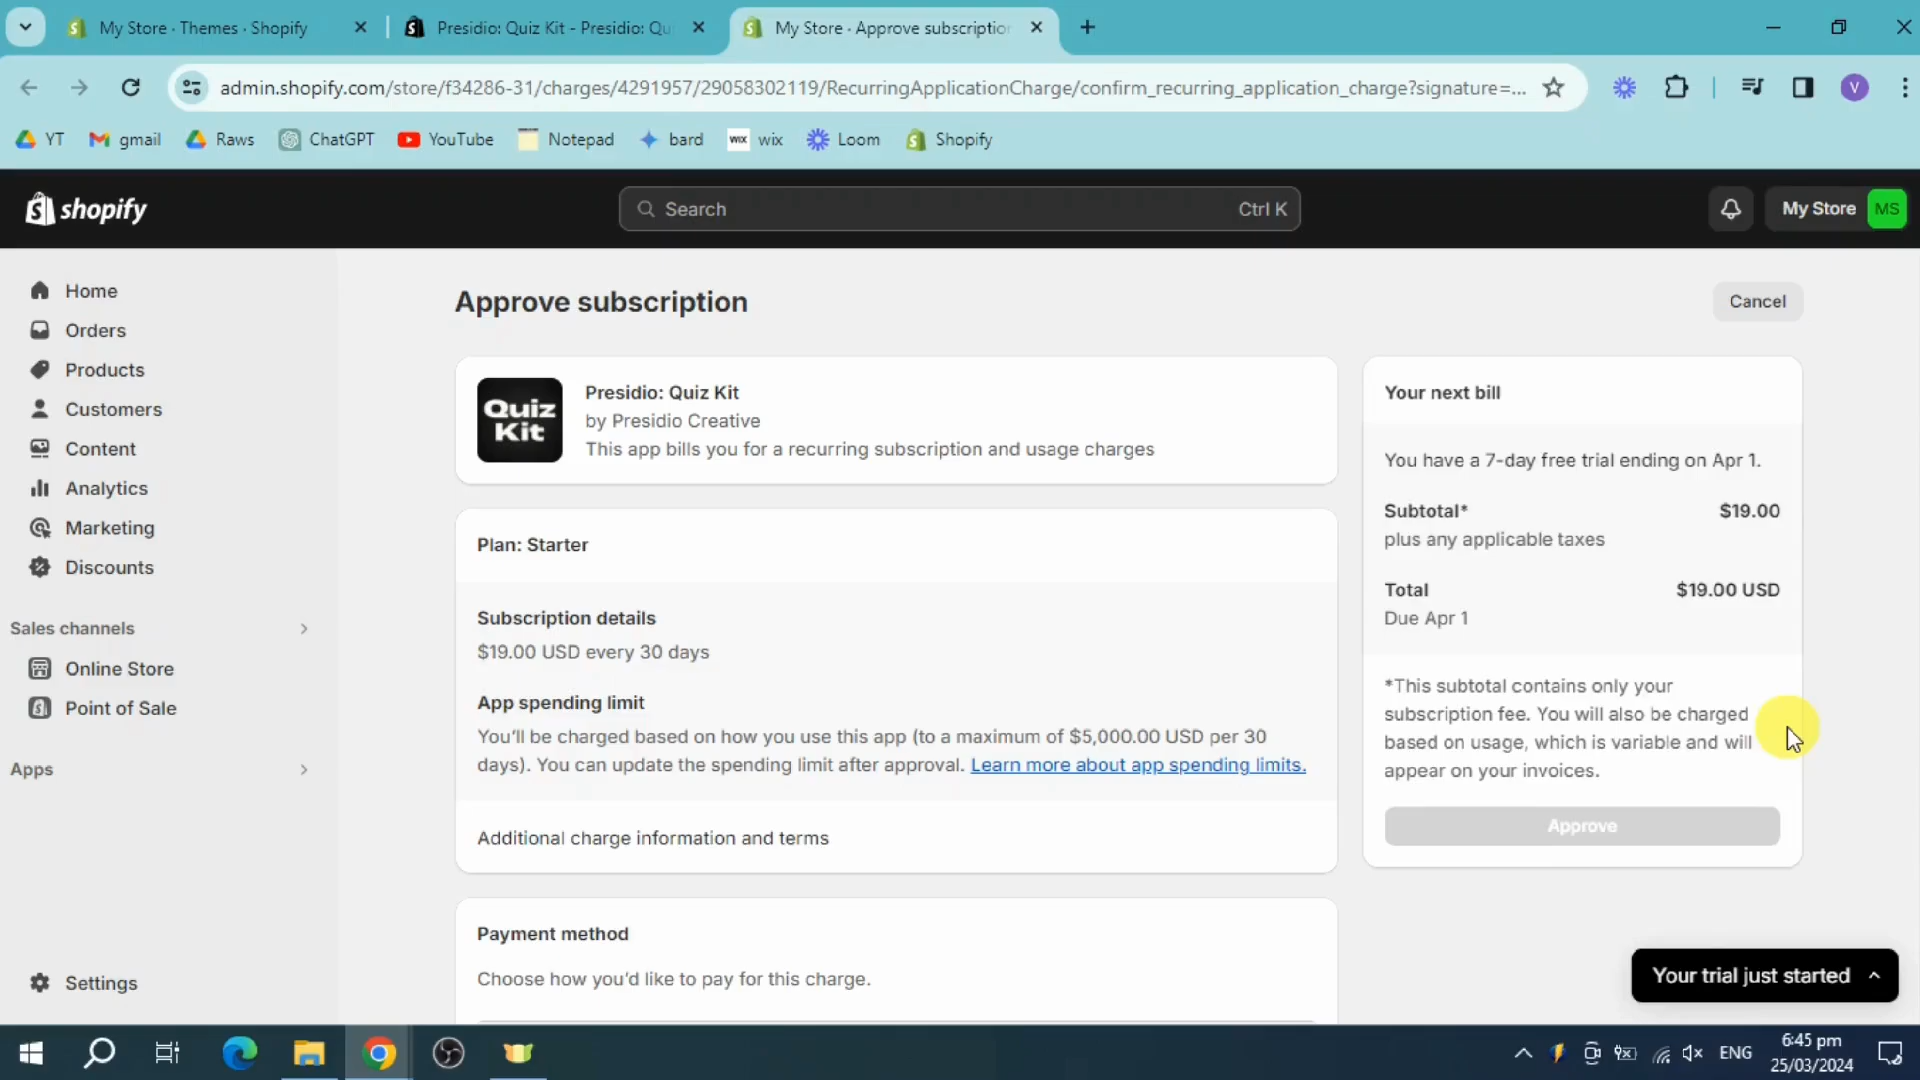 My Store · Themes · Shopify
Presidio: Quiz Kit - Presidio: Qu
My Store · Approve subscription
admin.shopify.com/store/f34286-31/charges/4291957/29058302119/RecurringApplicationCharge/confirm_recurring_application_charge?signature=...
V
YT
gmail
Raws
ChatGPT
YouTube
Notepad
bard
WIX
wix
Loom
Shopify
shopify
Search
Ctrl K
My Store
MS
Home
Orders
Products
Customers
Content
Analytics
Marketing
Discounts
Sales channels
Online Store
Point of Sale
Apps
Settings
Approve subscription
Cancel
Quiz
Kit
Presidio: Quiz Kit
by Presidio Creative
This app bills you for a recurring subscription and usage charges
Plan: Starter
Subscription details
$19.00 USD every 30 days
App spending limit
You'll be charged based on how you use this app (to a maximum of $5,000.00 USD per 30
days). You can update the spending limit after approval. Learn more about app spending limits.
Additional charge information and terms
Payment method
Choose how you'd like to pay for this charge.
Your next bill
You have a 7-day free trial ending on Apr 1.
Subtotal* $19.00
plus any applicable taxes
Total $19.00 USD
Due Apr 1
*This subtotal contains only your
subscription fee. You will also be charged
based on usage, which is variable and will
appear on your invoices.
Approve
Your trial just started
ENG
6:45 pm
25/03/2024